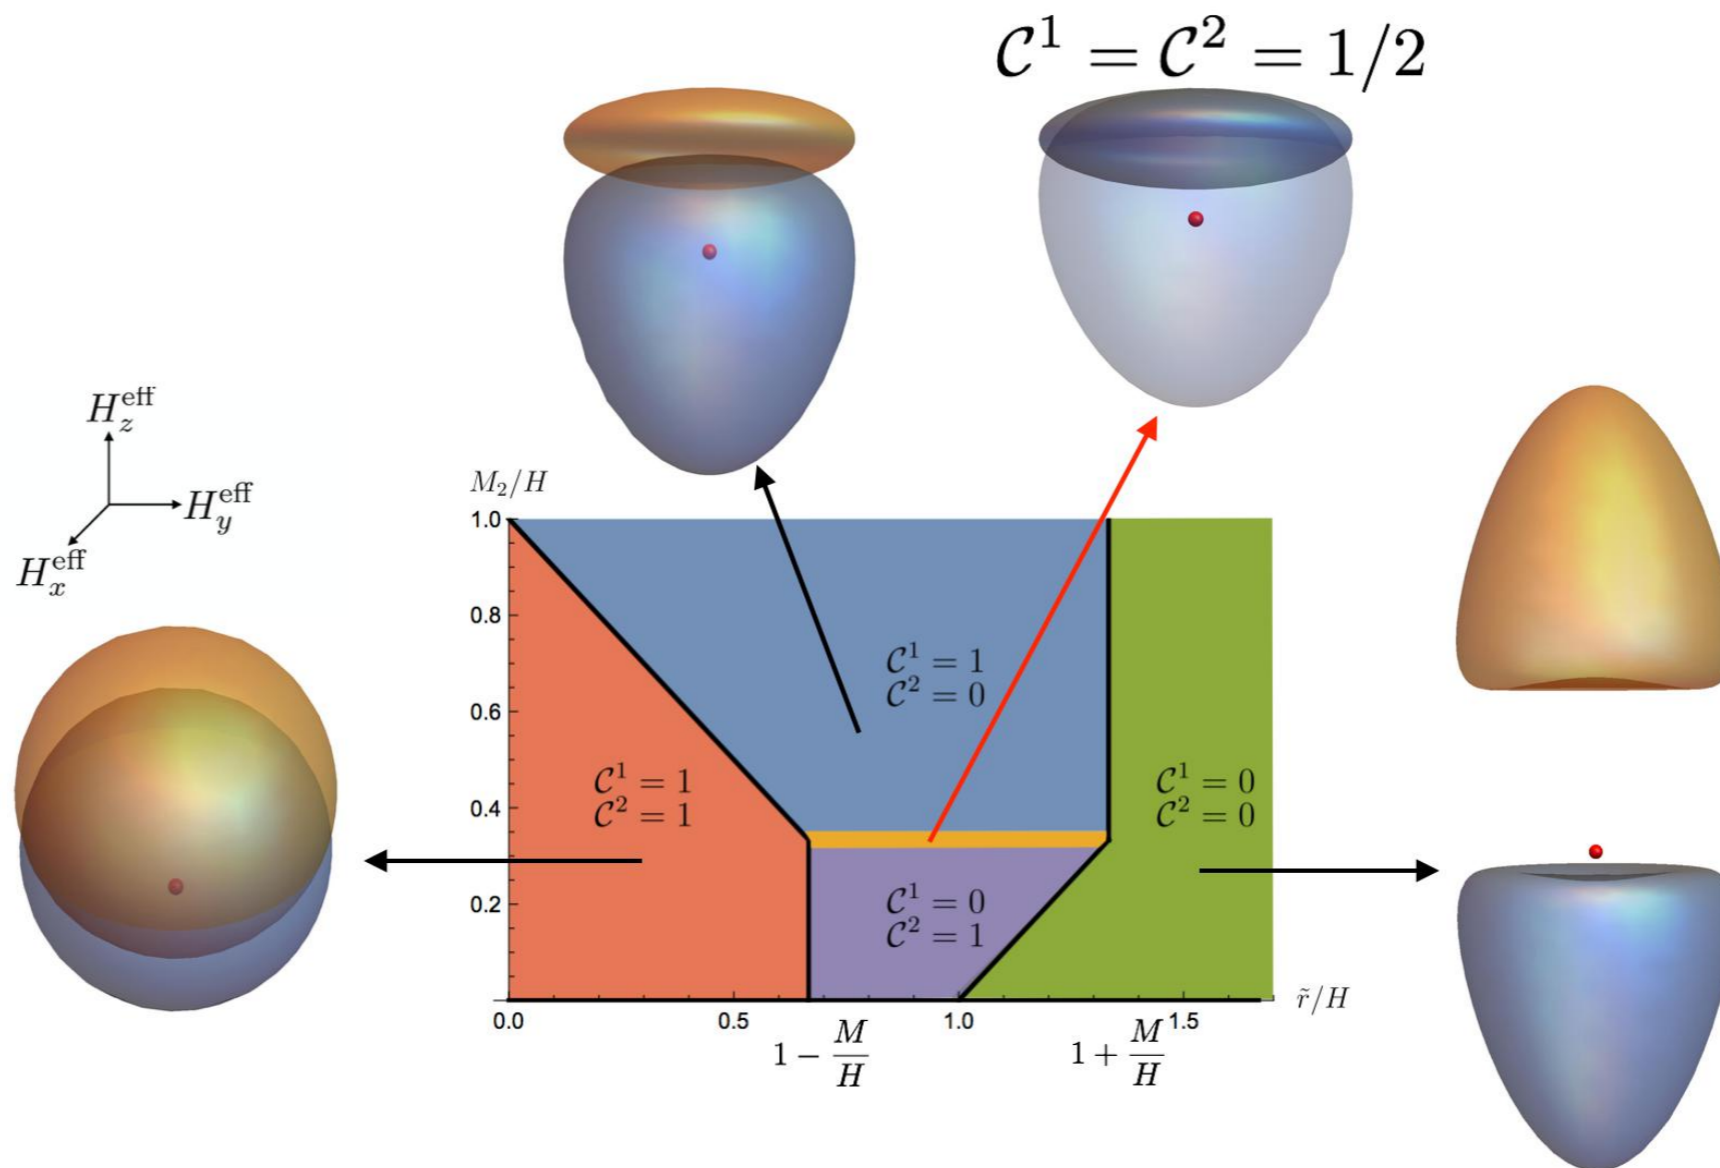 𝒞¹ = 𝒞² = 1/2
H_z^eff
H_y^eff
H_x^eff
M₂/H
1.0
0.8
0.6
0.4
0.2
𝒞¹ = 1
𝒞² = 0
𝒞¹ = 1
𝒞² = 1
𝒞¹ = 0
𝒞² = 0
𝒞¹ = 0
𝒞² = 1
r̃/H
0.0 0.5 1.0 1.5
1 − M/H
1 + M/H